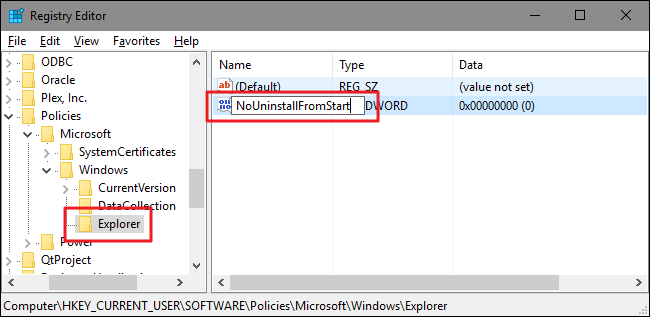 Registry Editor
File Edit View Favorites Help
ODBC
Oracle
Plex, Inc.
Policies
Microsoft
SystemCertificates
Windows
CurrentVersion
DataCollection
Explorer
Power
QtProject
Name Type Data
ab (Default) REG_SZ (value not set)
NoUninstallFromStart DWORD 0x00000000 (0)
Computer\HKEY_CURRENT_USER\SOFTWARE\Policies\Microsoft\Windows\Explorer